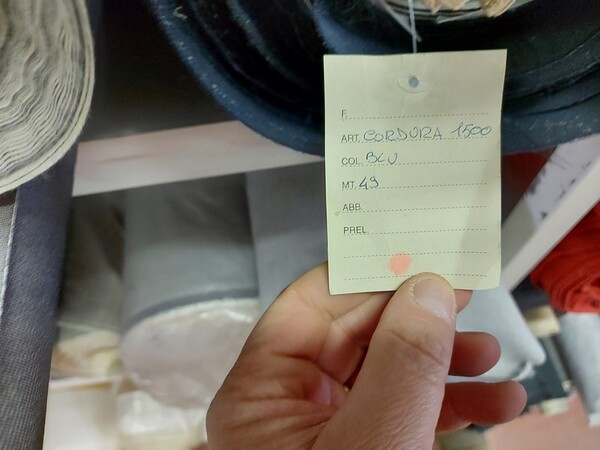 F.
ART. CORDURA 1500
COL. BLU
MT. 49
ABB.
PREL.